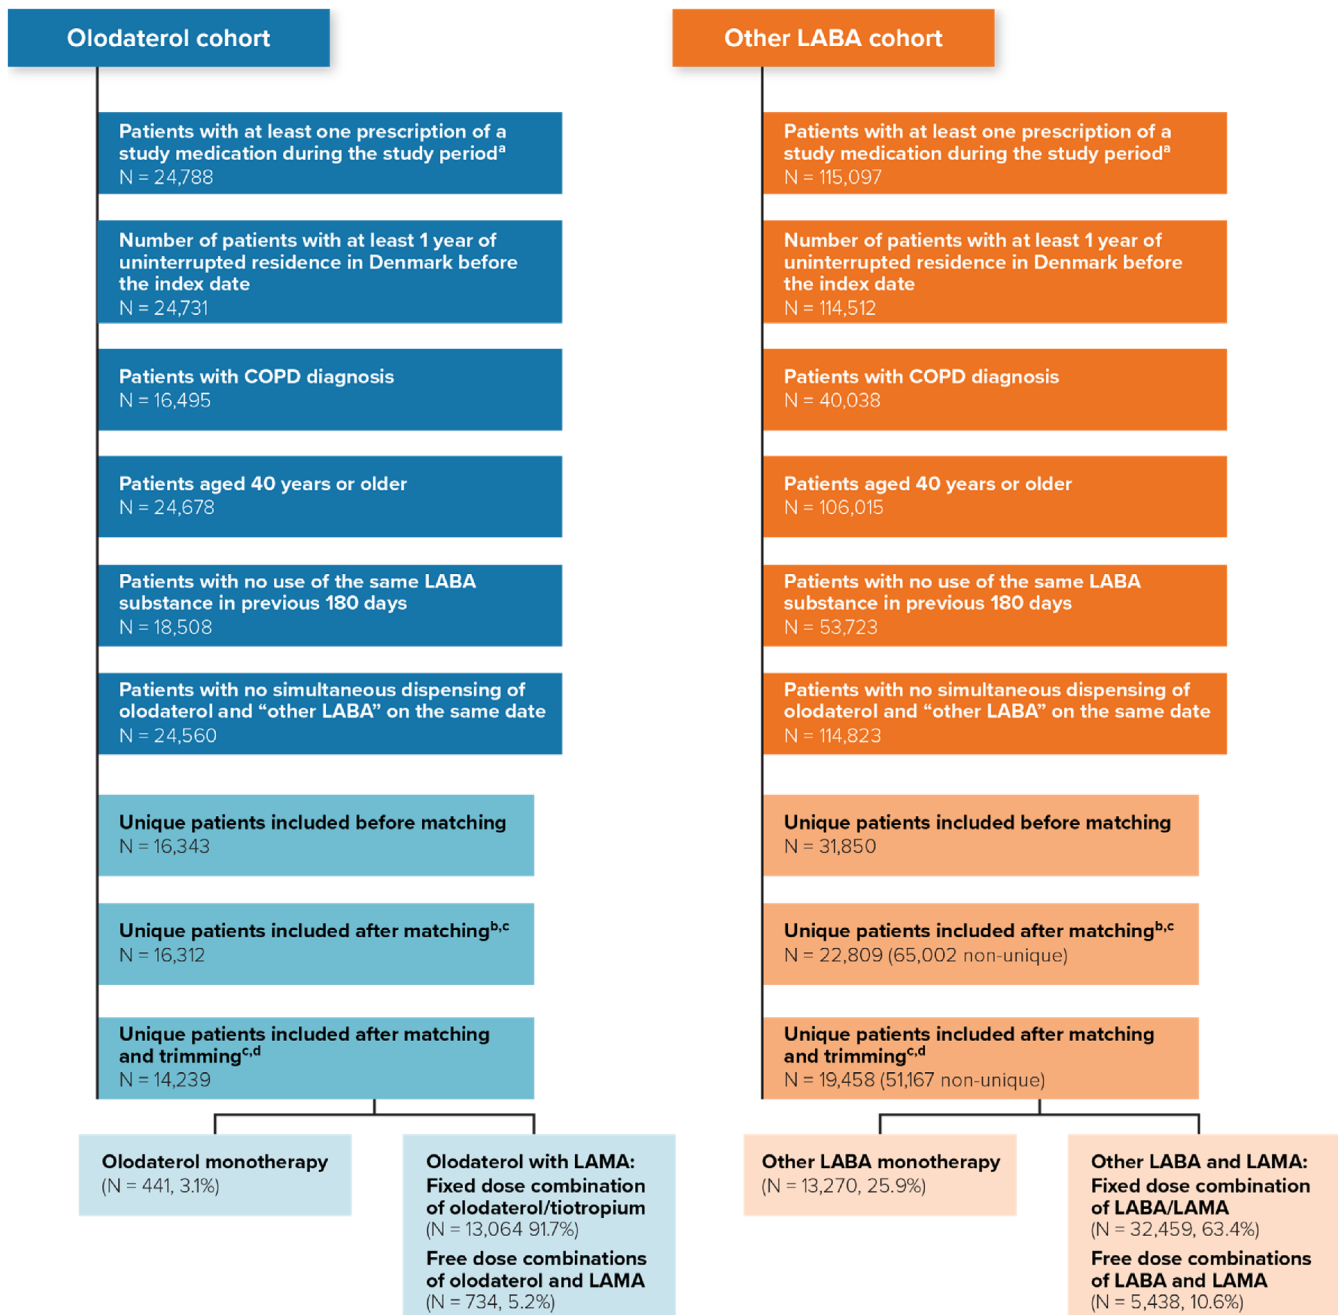 Olodaterol cohort
Patients with at least one prescription of a
study medication during the study periodᵃ
N = 24,788
Number of patients with at least 1 year of
uninterrupted residence in Denmark before
the index date
N = 24,731
Patients with COPD diagnosis
N = 16,495
Patients aged 40 years or older
N = 24,678
Patients with no use of the same LABA
substance in previous 180 days
N = 18,508
Patients with no simultaneous dispensing of
olodaterol and “other LABA” on the same date
N = 24,560
Unique patients included before matching
N = 16,343
Unique patients included after matchingᵇ,ᶜ
N = 16,312
Unique patients included after matching
and trimmingᶜ,ᵈ
N = 14,239
Olodaterol monotherapy
(N = 441, 3.1%)
Olodaterol with LAMA:
Fixed dose combination
of olodaterol/tiotropium
(N = 13,064 91.7%)
Free dose combinations
of olodaterol and LAMA
(N = 734, 5.2%)
Other LABA cohort
Patients with at least one prescription of a
study medication during the study periodᵃ
N = 115,097
Number of patients with at least 1 year of
uninterrupted residence in Denmark before
the index date
N = 114,512
Patients with COPD diagnosis
N = 40,038
Patients aged 40 years or older
N = 106,015
Patients with no use of the same LABA
substance in previous 180 days
N = 53,723
Patients with no simultaneous dispensing of
olodaterol and “other LABA” on the same date
N = 114,823
Unique patients included before matching
N = 31,850
Unique patients included after matchingᵇ,ᶜ
N = 22,809 (65,002 non-unique)
Unique patients included after matching
and trimmingᶜ,ᵈ
N = 19,458 (51,167 non-unique)
Other LABA monotherapy
(N = 13,270, 25.9%)
Other LABA and LAMA:
Fixed dose combination
of LABA/LAMA
(N = 32,459, 63.4%)
Free dose combinations
of LABA and LAMA
(N = 5,438, 10.6%)